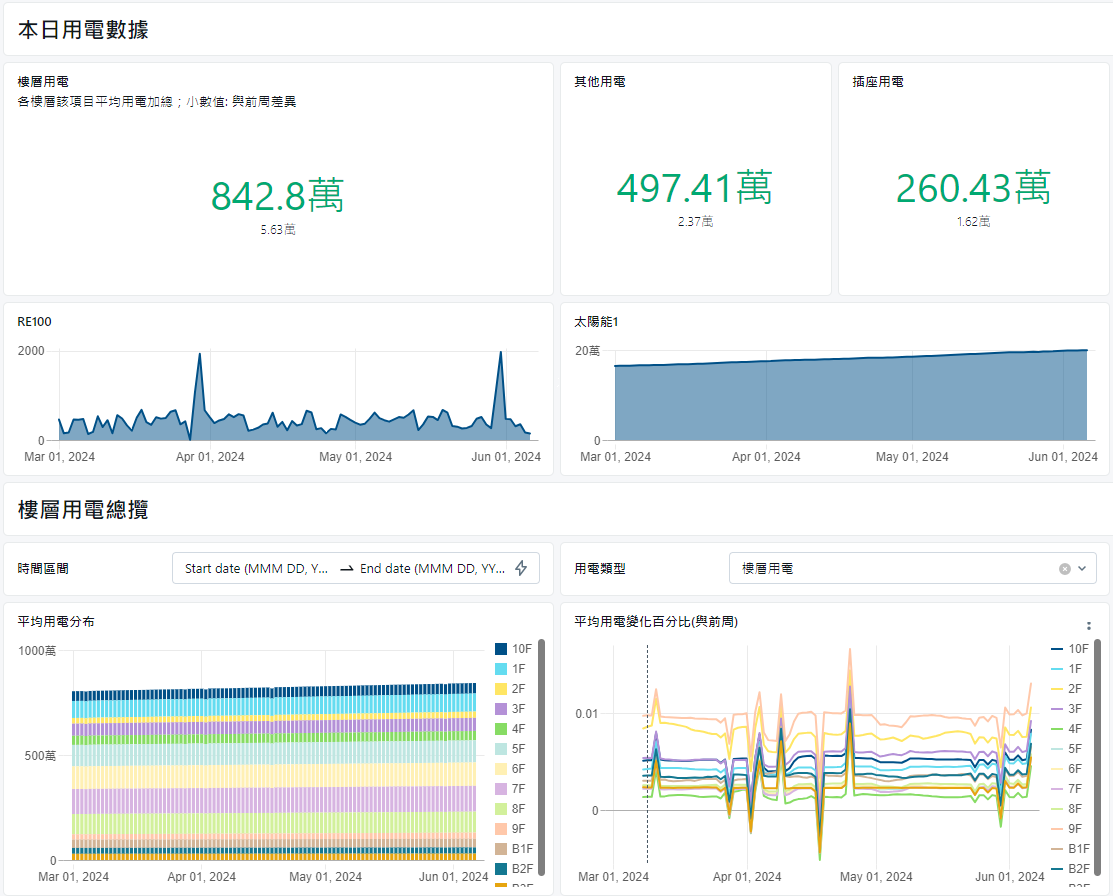 本日用電數據
樓層用電
各樓層該項目平均用電加總；小數值: 與前周差異
842.8萬
5.63萬
其他用電
497.41萬
2.37萬
插座用電
260.43萬
1.62萬
RE100
2000
0
Mar 01, 2024
Apr 01, 2024
May 01, 2024
Jun 01, 2024
太陽能1
20萬
0
Mar 01, 2024
Apr 01, 2024
May 01, 2024
Jun 01, 2024
樓層用電總攬
時間區間
Start date (MMM DD, Y...
End date (MMM DD, YY...
用電類型
樓層用電
平均用電分布
1000萬
500萬
0
Mar 01, 2024
Apr 01, 2024
May 01, 2024
Jun 01, 2024
10F
1F
2F
3F
4F
5F
6F
7F
8F
9F
B1F
B2F
平均用電變化百分比(與前周)
0.01
0
Mar 01, 2024
Apr 01, 2024
May 01, 2024
Jun 01, 2024
10F
1F
2F
3F
4F
5F
6F
7F
8F
9F
B1F
B2F